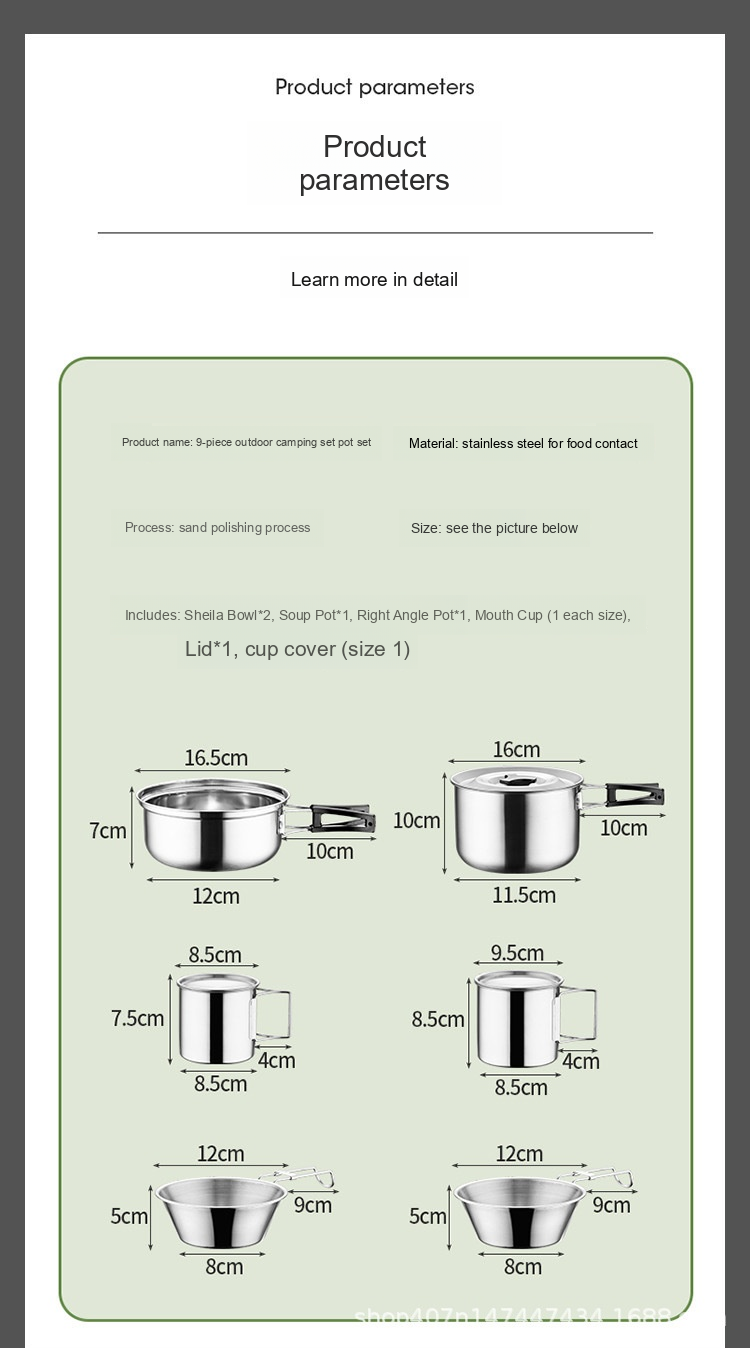 Product parameters
Product
parameters
Learn more in detail
Product name: 9-piece outdoor camping set pot set
Material: stainless steel for food contact
Process: sand polishing process
Size: see the picture below
Includes: Sheila Bowl*2, Soup Pot*1, Right Angle Pot*1, Mouth Cup (1 each size),
Lid*1, cup cover (size 1)
16.5cm
7cm
10cm
12cm
16cm
10cm
10cm
11.5cm
8.5cm
7.5cm
4cm
8.5cm
9.5cm
8.5cm
4cm
8.5cm
12cm
5cm
9cm
8cm
12cm
5cm
9cm
8cm